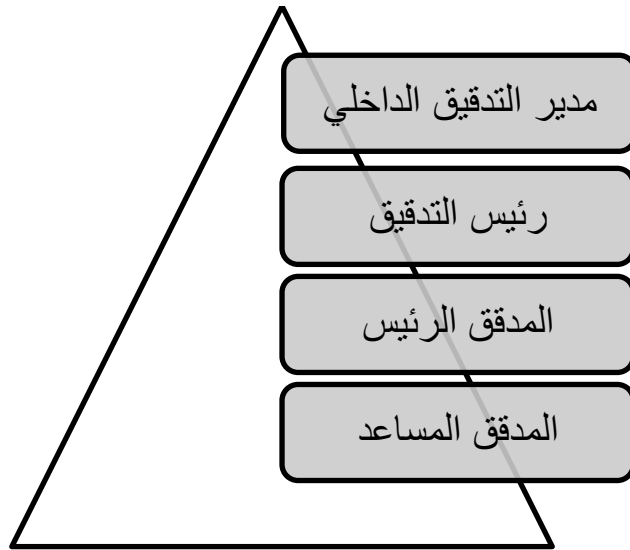 مدير التدقيق الداخلي
رئيس التدقيق
المدقق الرئيس
المدقق المساعد